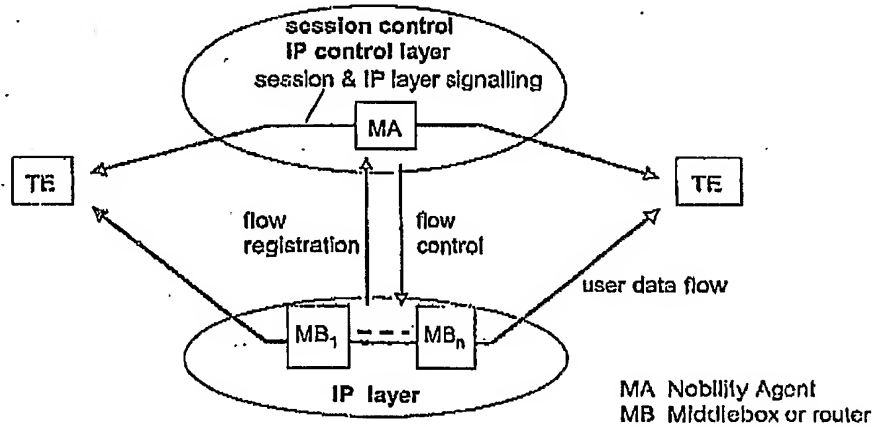 session control
IP control layer
session & IP layer signalling
MA
TE
TE
flow
registration
flow
control
user data flow
MB1
MBn
IP layer
MA Nobility Agent
MB Middlebox or router